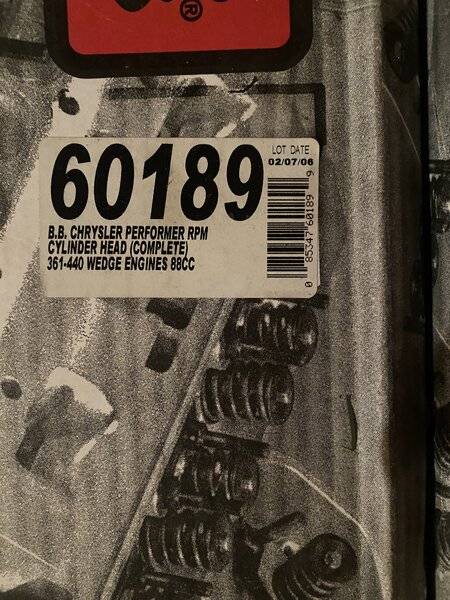 ®
60189
B.B. CHRYSLER PERFORMER RPM
CYLINDER HEAD (COMPLETE)
361-440 WEDGE ENGINES 88CC
LOT DATE
02/07/06
0 85347 60189 9